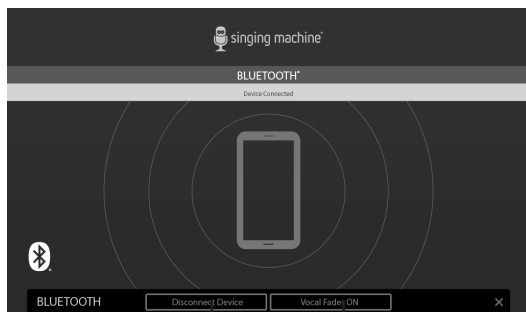 singing machine®
BLUETOOTH®
Device Connected
BLUETOOTH
Disconnect Device
Vocal Fader ON